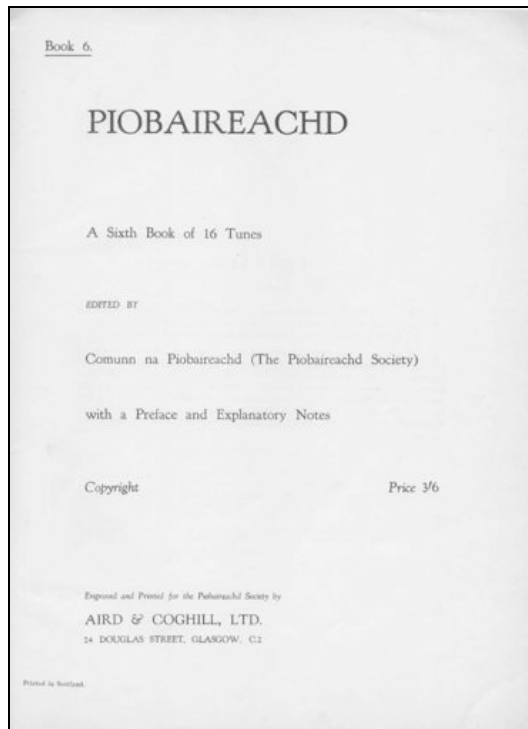 Book 6.
PIOBAIREACHD
A Sixth Book of 16 Tunes
EDITED BY
Comunn na Piobaireachd (The Piobaireachd Society)
with a Preface and Explanatory Notes
Copyright Price 3/6
Engraved and Printed for the Piobaireachd Society by
AIRD & COGHILL, LTD.
24 DOUGLAS STREET, GLASGOW, C.2
Printed in Scotland.